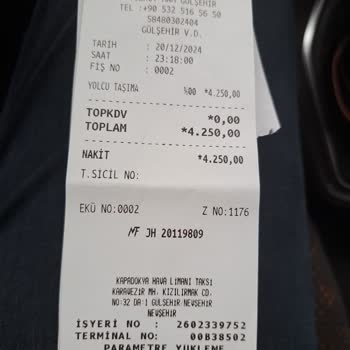 GÜLŞEHİR
TEL :+90 532 516 56 50
58480302404
GÜLŞEHİR V.D.
TARİH : 20/12/2024
SAAT : 23:18:00
FİŞ NO : 0002
YOLCU TAŞIMA %00 *4.250,00
TOPKDV *0,00
TOPLAM *4.250,00
NAKİT *4.250,00
T.SİCİL NO:
EKÜ NO:0002 Z NO:1176
MF JH 20119809
KAPADOKYA HAVA LİMANI TAKSİ
KARAVEZİR MH. KIZILIRMAK CD.
NO:32 DA:1 GÜLŞEHİR NEVŞEHİR
NEVŞEHİR
İŞYERİ NO : 2602339752
TERMINAL NO: 00B38502
PARAMETRE YÜKLEME